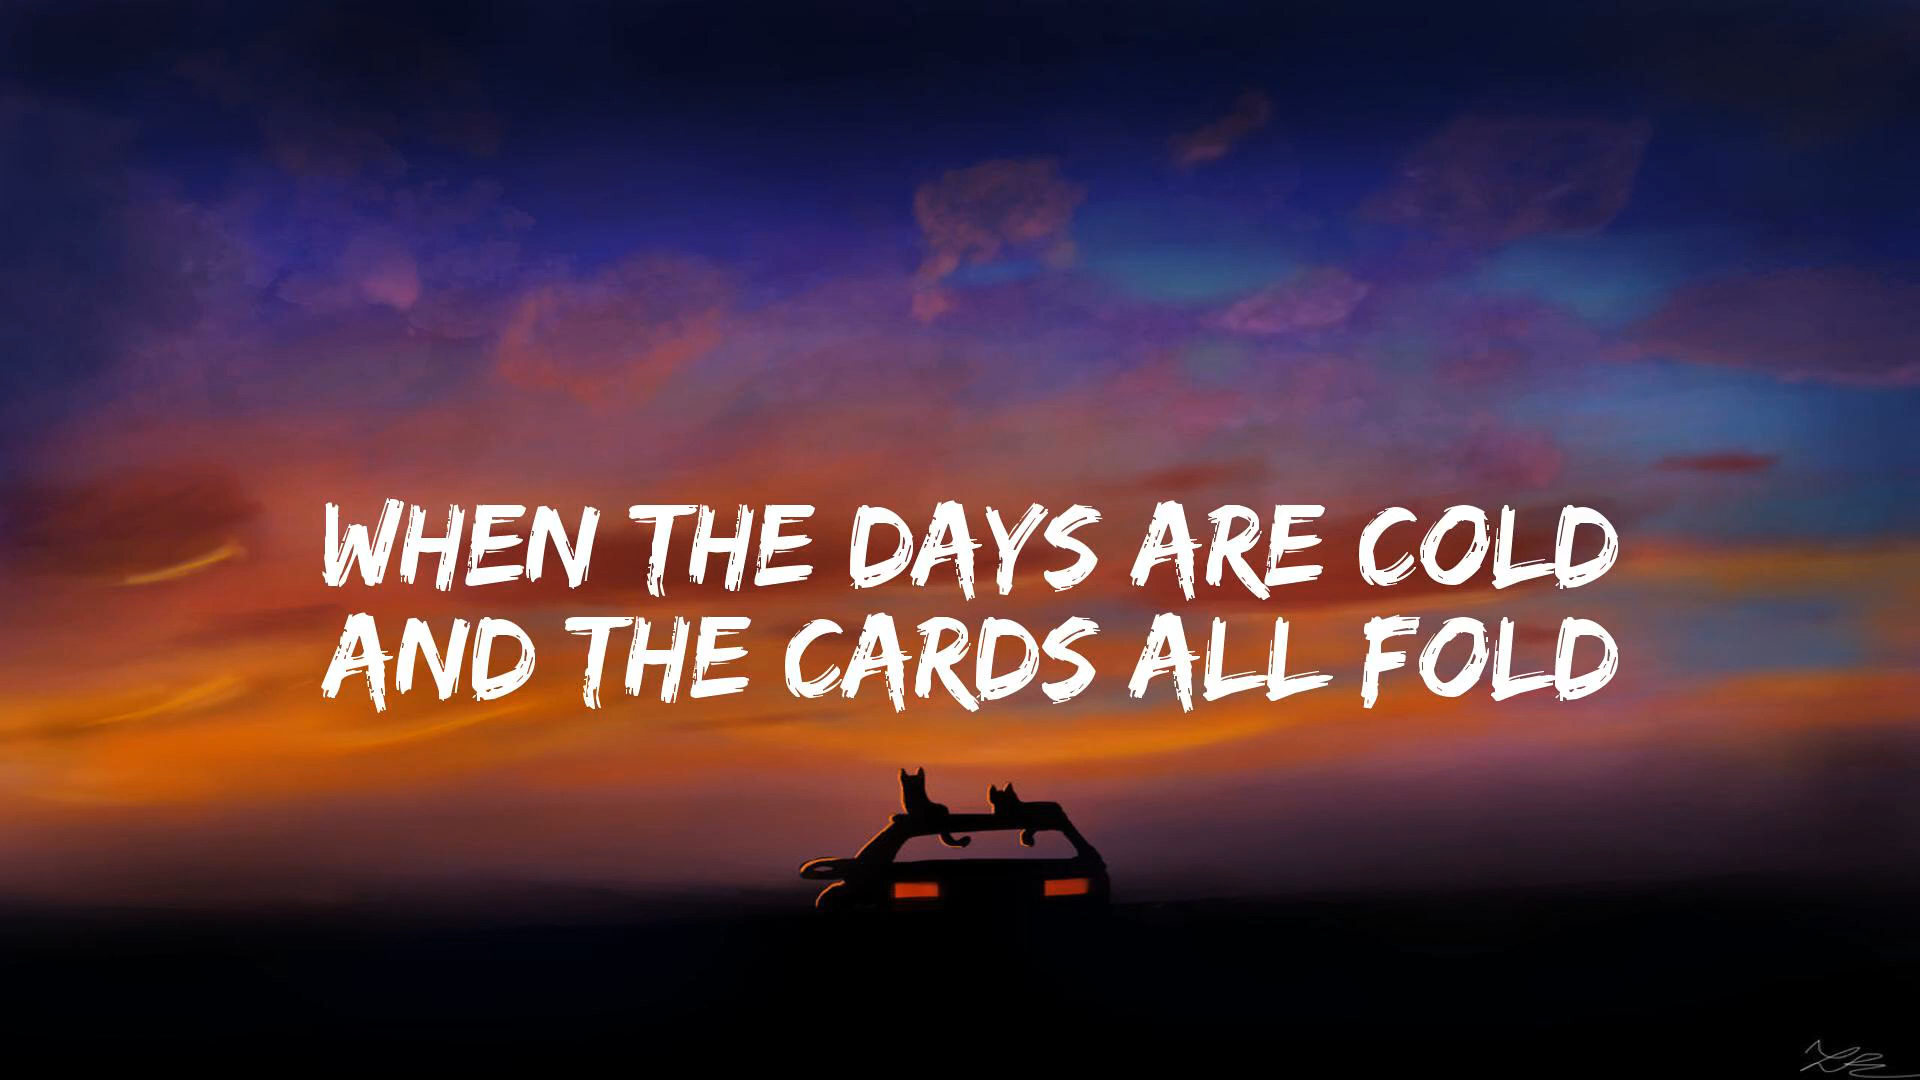 WHEN THE DAYS ARE COLD
AND THE CARDS ALL FOLD